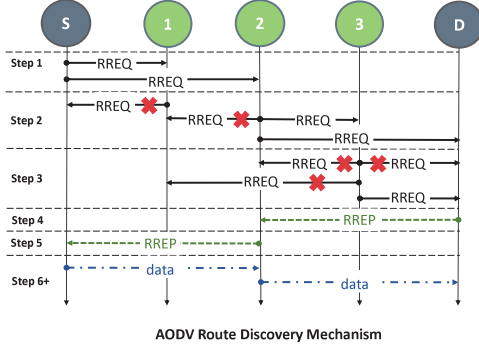 S 1 2 3 D
Step 1 RREQ
RREQ
RREQ
Step 2 RREQ RREQ
RREQ
RREQ RREQ
Step 3 RREQ
RREQ
Step 4 RREP
Step 5 RREP
data
Step 6+ data
AODV Route Discovery Mechanism